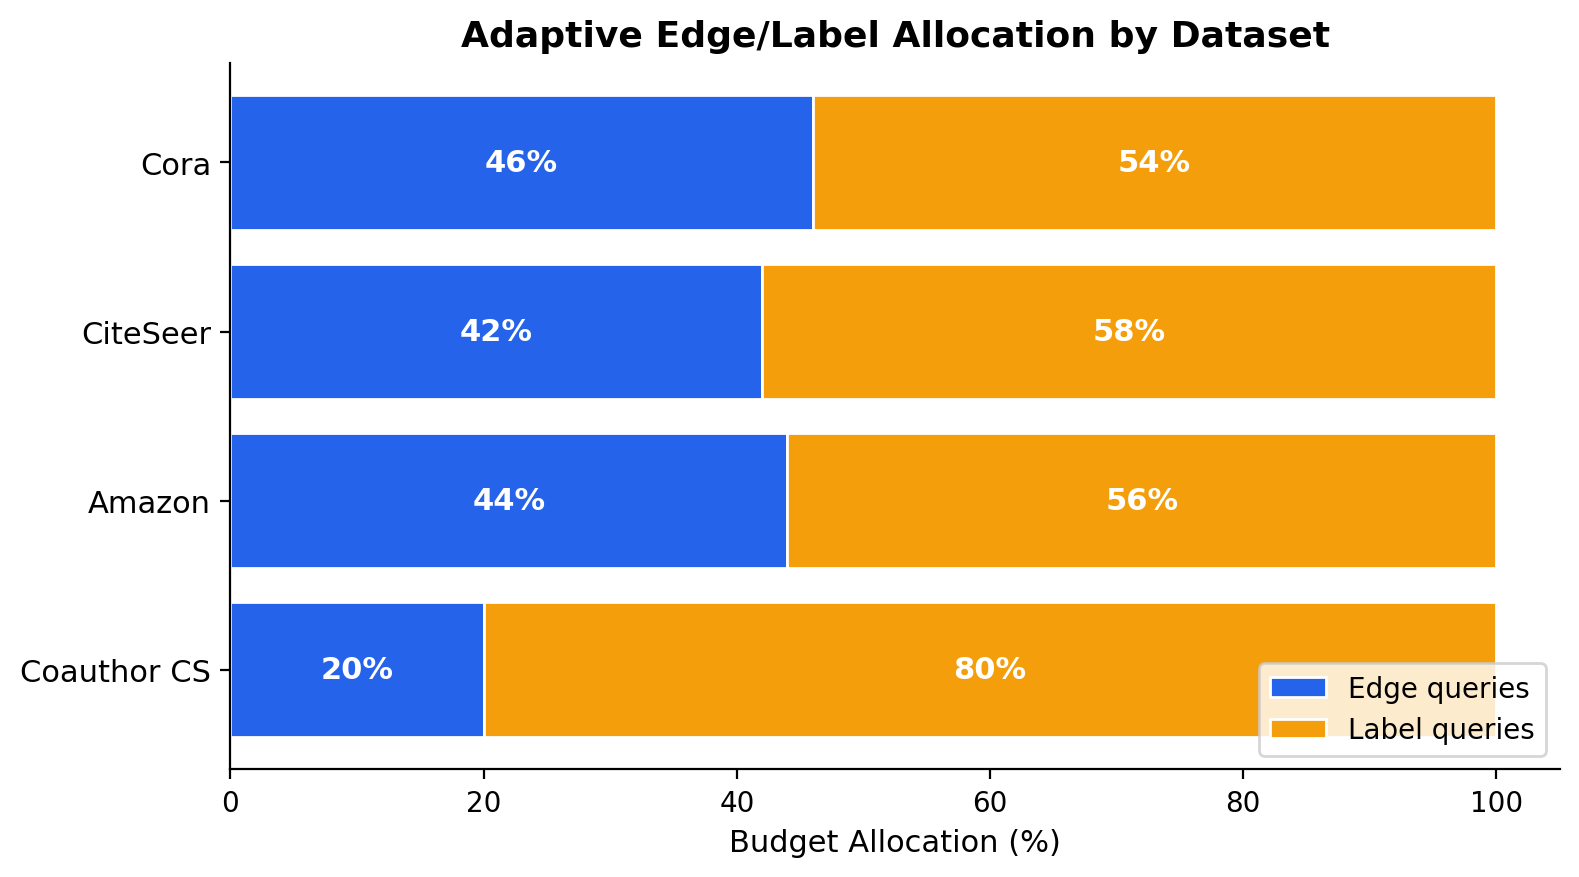 Adaptive Edge/Label Allocation by Dataset
Cora 46% 54%
CiteSeer 42% 58%
Amazon 44% 56%
Coauthor CS 20% 80%
Edge queries
Label queries
0 20 40 60 80 100
Budget Allocation (%)